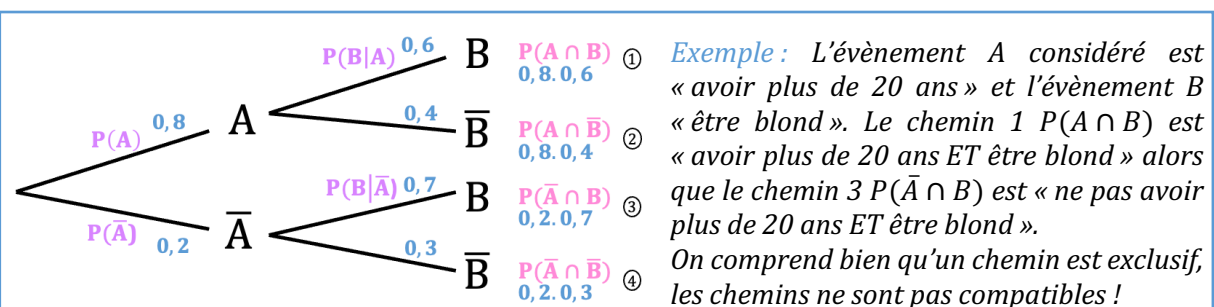 P(B|A) 0,6 B P(A ∩ B) ①
0,8.0,6
P(A) 0,8 A 0,4 B̅ P(A ∩ B̅) ②
0,8.0,4
P(B|A̅) 0,7 B P(A̅ ∩ B) ③
0,2.0,7
P(A̅) 0,2 A̅ 0,3 B̅ P(A̅ ∩ B̅) ④
0,2.0,3
Exemple : L'évènement A considéré est
« avoir plus de 20 ans » et l'évènement B
« être blond ». Le chemin 1 P(A ∩ B) est
« avoir plus de 20 ans ET être blond » alors
que le chemin 3 P(Ā ∩ B) est « ne pas avoir
plus de 20 ans ET être blond ».
On comprend bien qu'un chemin est exclusif,
les chemins ne sont pas compatibles !